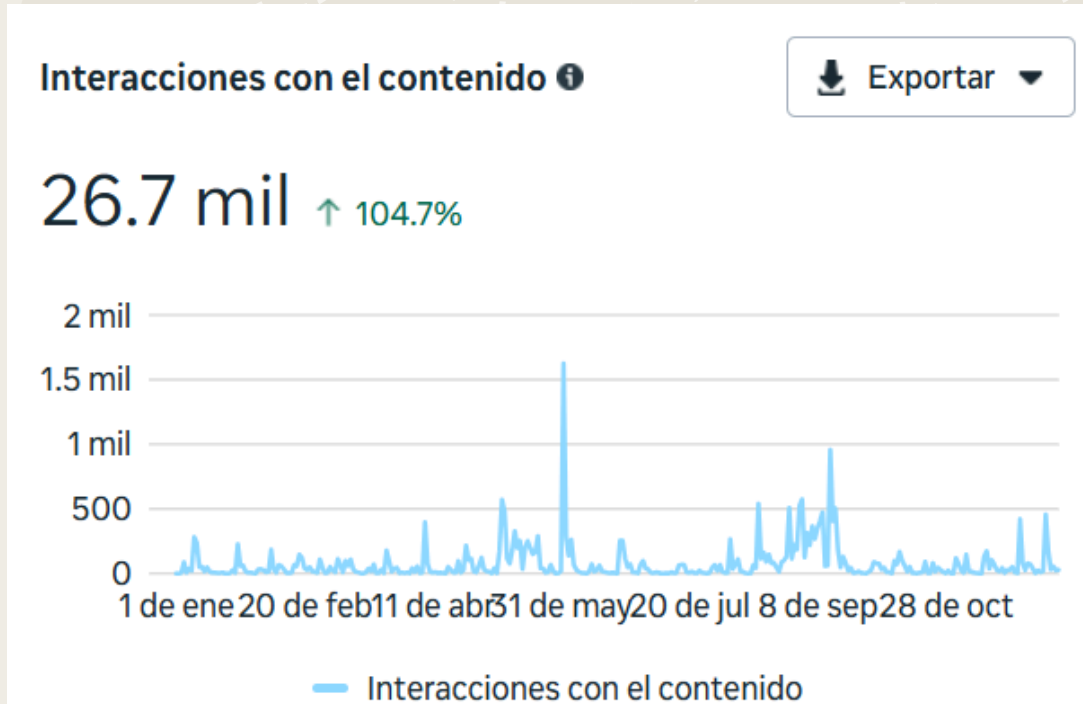 Interacciones con el contenido
Exportar
26.7 mil ↑ 104.7%
2 mil
1.5 mil
1 mil
500
0
1 de ene 20 de feb 11 de abr 31 de may 20 de jul 8 de sep 28 de oct
Interacciones con el contenido